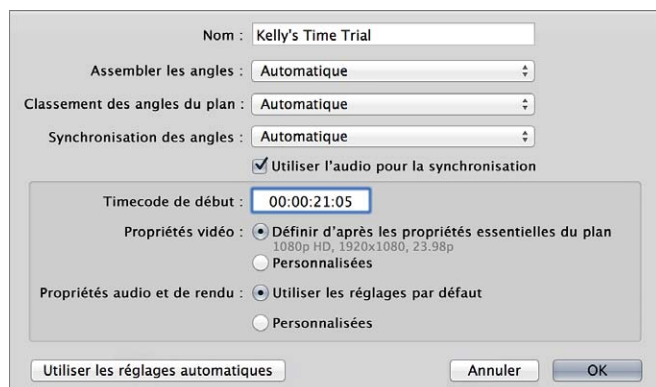 Nom : Kelly's Time Trial
Assembler les angles : Automatique
Classement des angles du plan : Automatique
Synchronisation des angles : Automatique
Utiliser l'audio pour la synchronisation
Timecode de début : 00:00:21:05
Propriétés vidéo : Définir d'après les propriétés essentielles du plan
1080p HD, 1920x1080, 23.98p
Personnalisées
Propriétés audio et de rendu : Utiliser les réglages par défaut
Personnalisées
Utiliser les réglages automatiques Annuler OK